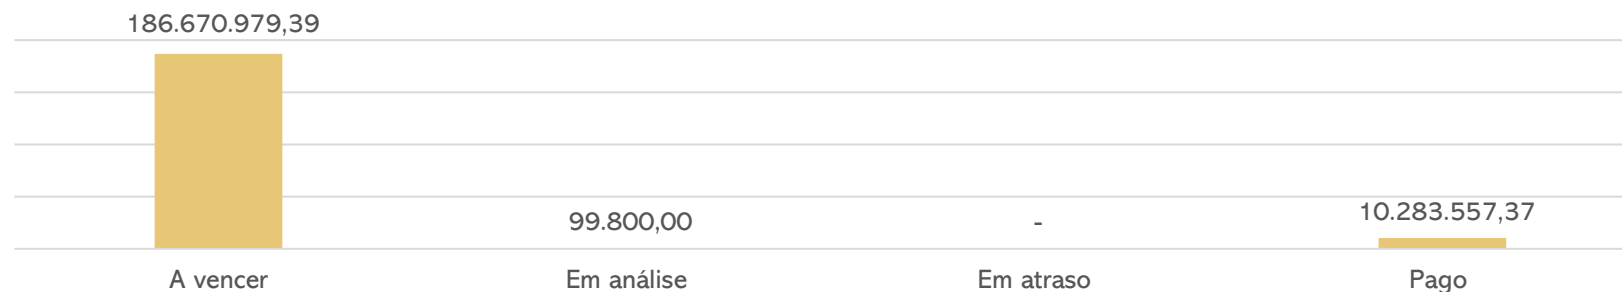 186.670.979,39
99.800,00
-
10.283.557,37
A vencer
Em análise
Em atraso
Pago